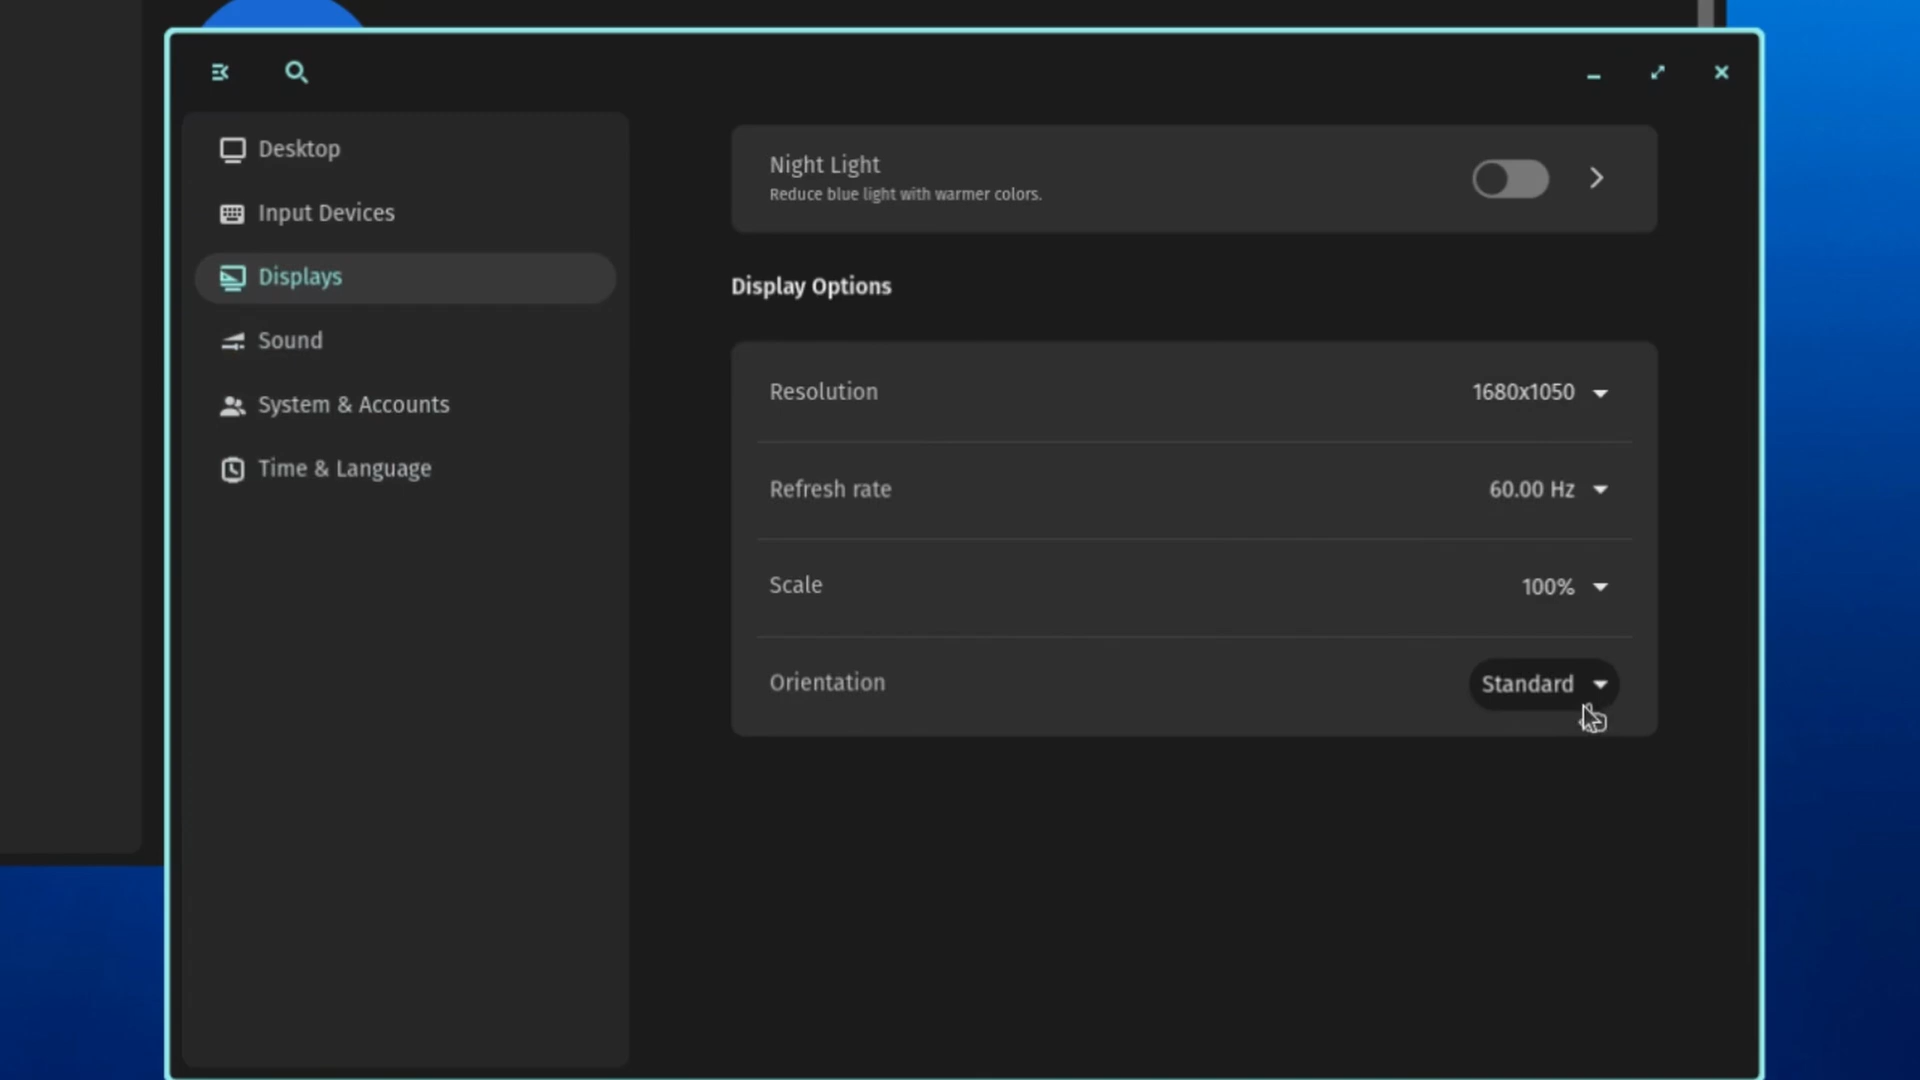 Desktop
Input Devices
Displays
Sound
System & Accounts
Time & Language
Night Light
Reduce blue light with warmer colors.
Display Options
Resolution 1680x1050
Refresh rate 60.00 Hz
Scale 100%
Orientation Standard